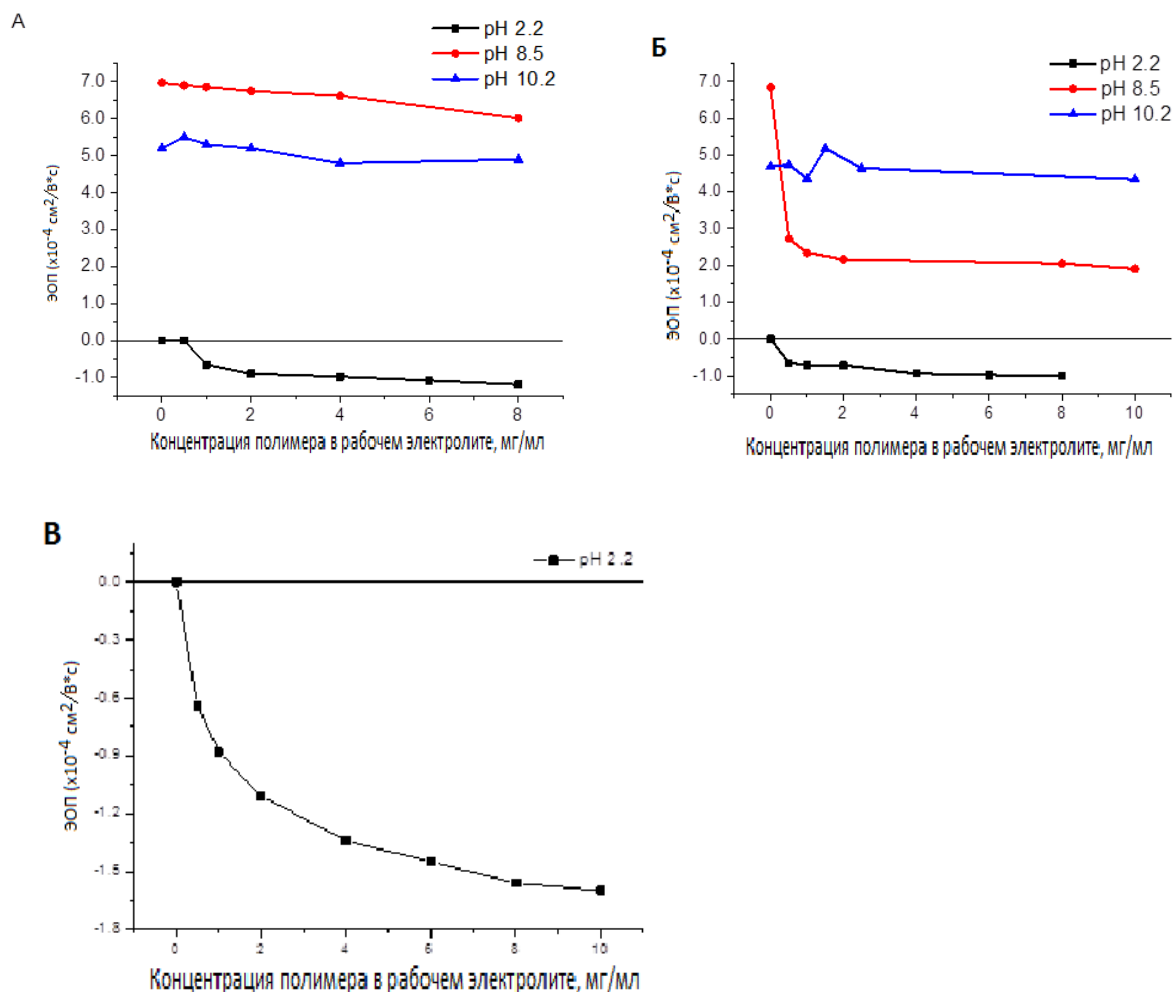 А
pH 2.2
pH 8.5
pH 10.2
7.0
6.0
5.0
4.0
3.0
2.0
1.0
0.0
-1.0
ЭОП (x10⁻⁴ см²/В*с)
0 2 4 6 8
Концентрация полимера в рабочем электролите, мг/мл
Б
pH 2.2
pH 8.5
pH 10.2
7.0
6.0
5.0
4.0
3.0
2.0
1.0
0.0
-1.0
ЭОП (x10⁻⁴ см²/В*с)
0 2 4 6 8 10
Концентрация полимера в рабочем электролите, мг/мл
В
pH 2.2
0.0
-0.3
-0.6
-0.9
-1.2
-1.5
-1.8
ЭОП (x10⁻⁴ см²/В*с)
0 2 4 6 8 10
Концентрация полимера в рабочем электролите, мг/мл